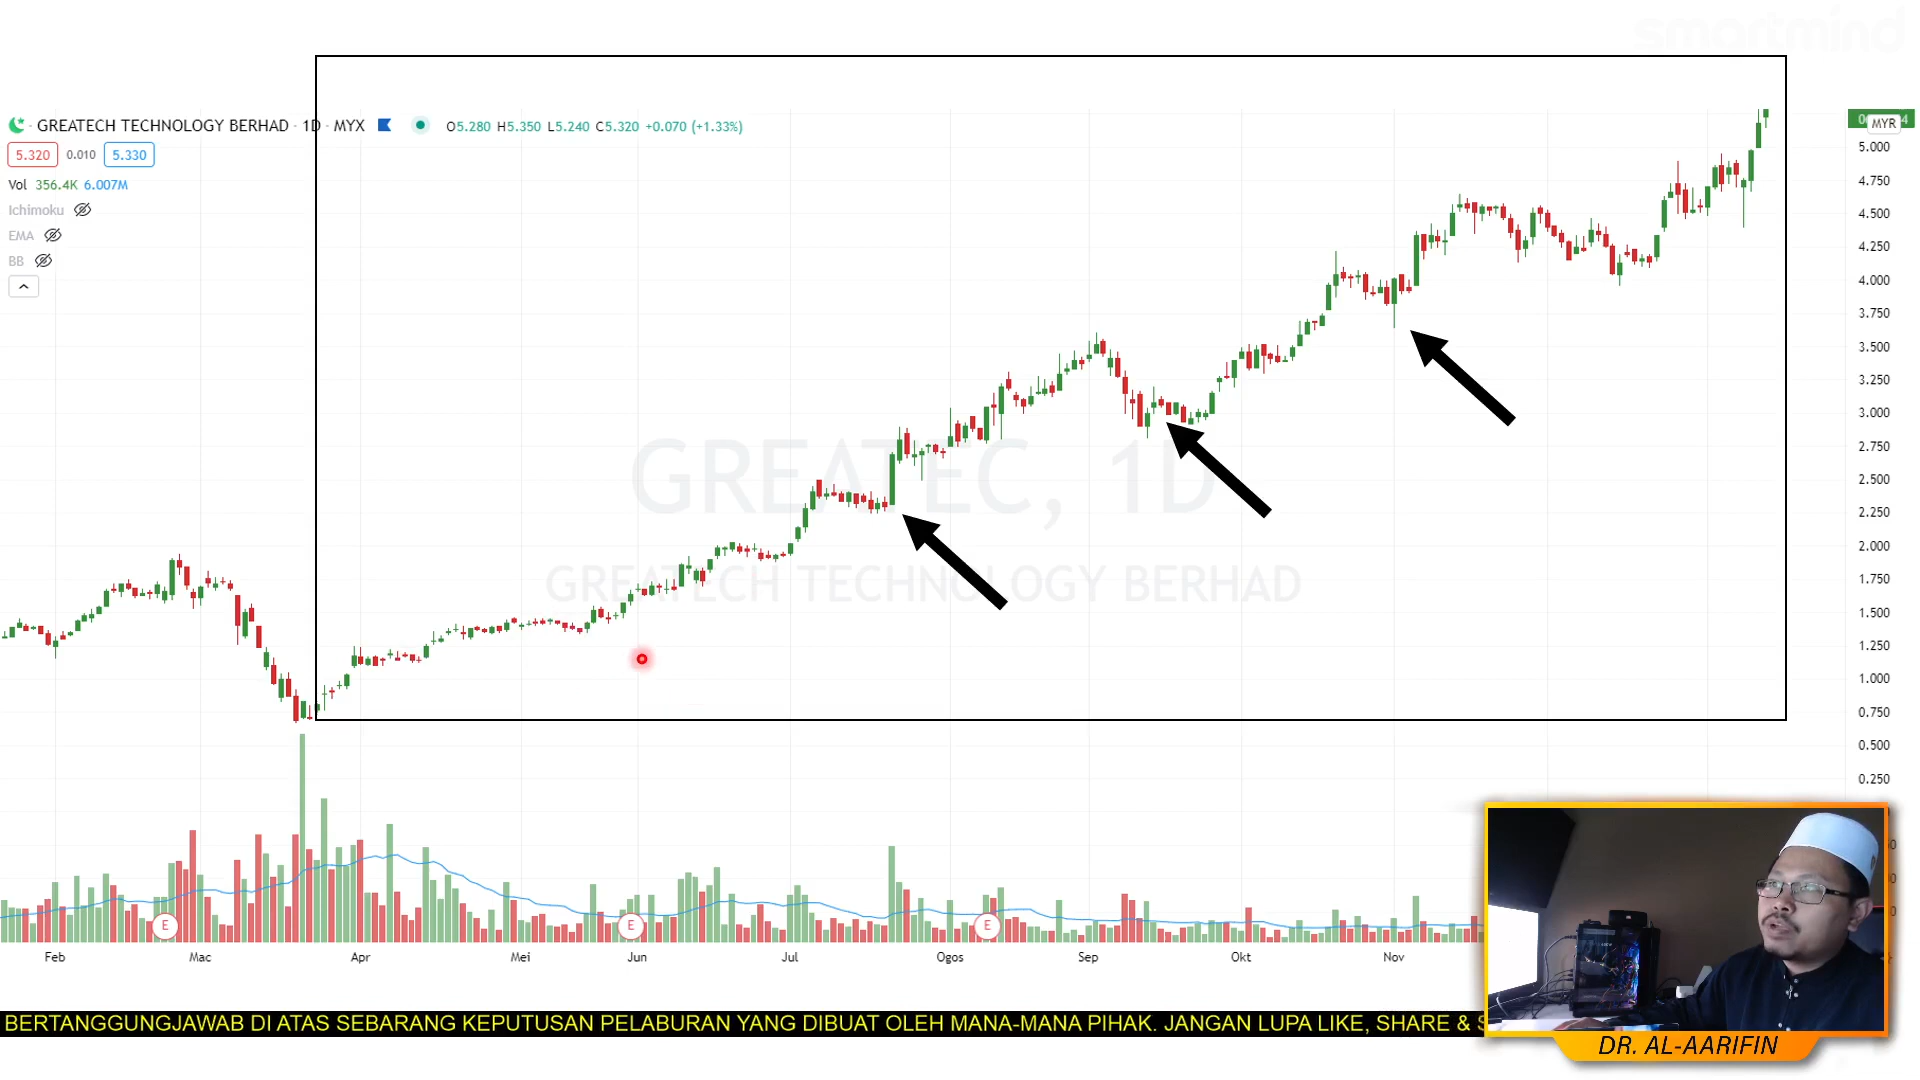 smartmind
GREATECH TECHNOLOGY BERHAD · 1D · MYX
O5.280 H5.350 L5.240 C5.320 +0.070 (+1.33%)
5.320 0.010 5.330
Vol 356.4K 6.007M
Ichimoku
EMA
BB
MYR
5.000
4.750
4.500
4.250
4.000
3.750
3.500
3.250
3.000
2.750
2.500
2.250
2.000
1.750
1.500
1.250
1.000
0.750
0.500
0.250
GREATEC, 1D
GREATECH TECHNOLOGY BERHAD
E E E
Feb Mac Apr Mei Jun Jul Ogos Sep Okt Nov
BERTANGGUNGJAWAB DI ATAS SEBARANG KEPUTUSAN PELABURAN YANG DIBUAT OLEH MANA-MANA PIHAK. JANGAN LUPA LIKE, SHARE & S
DR. AL-AARIFIN